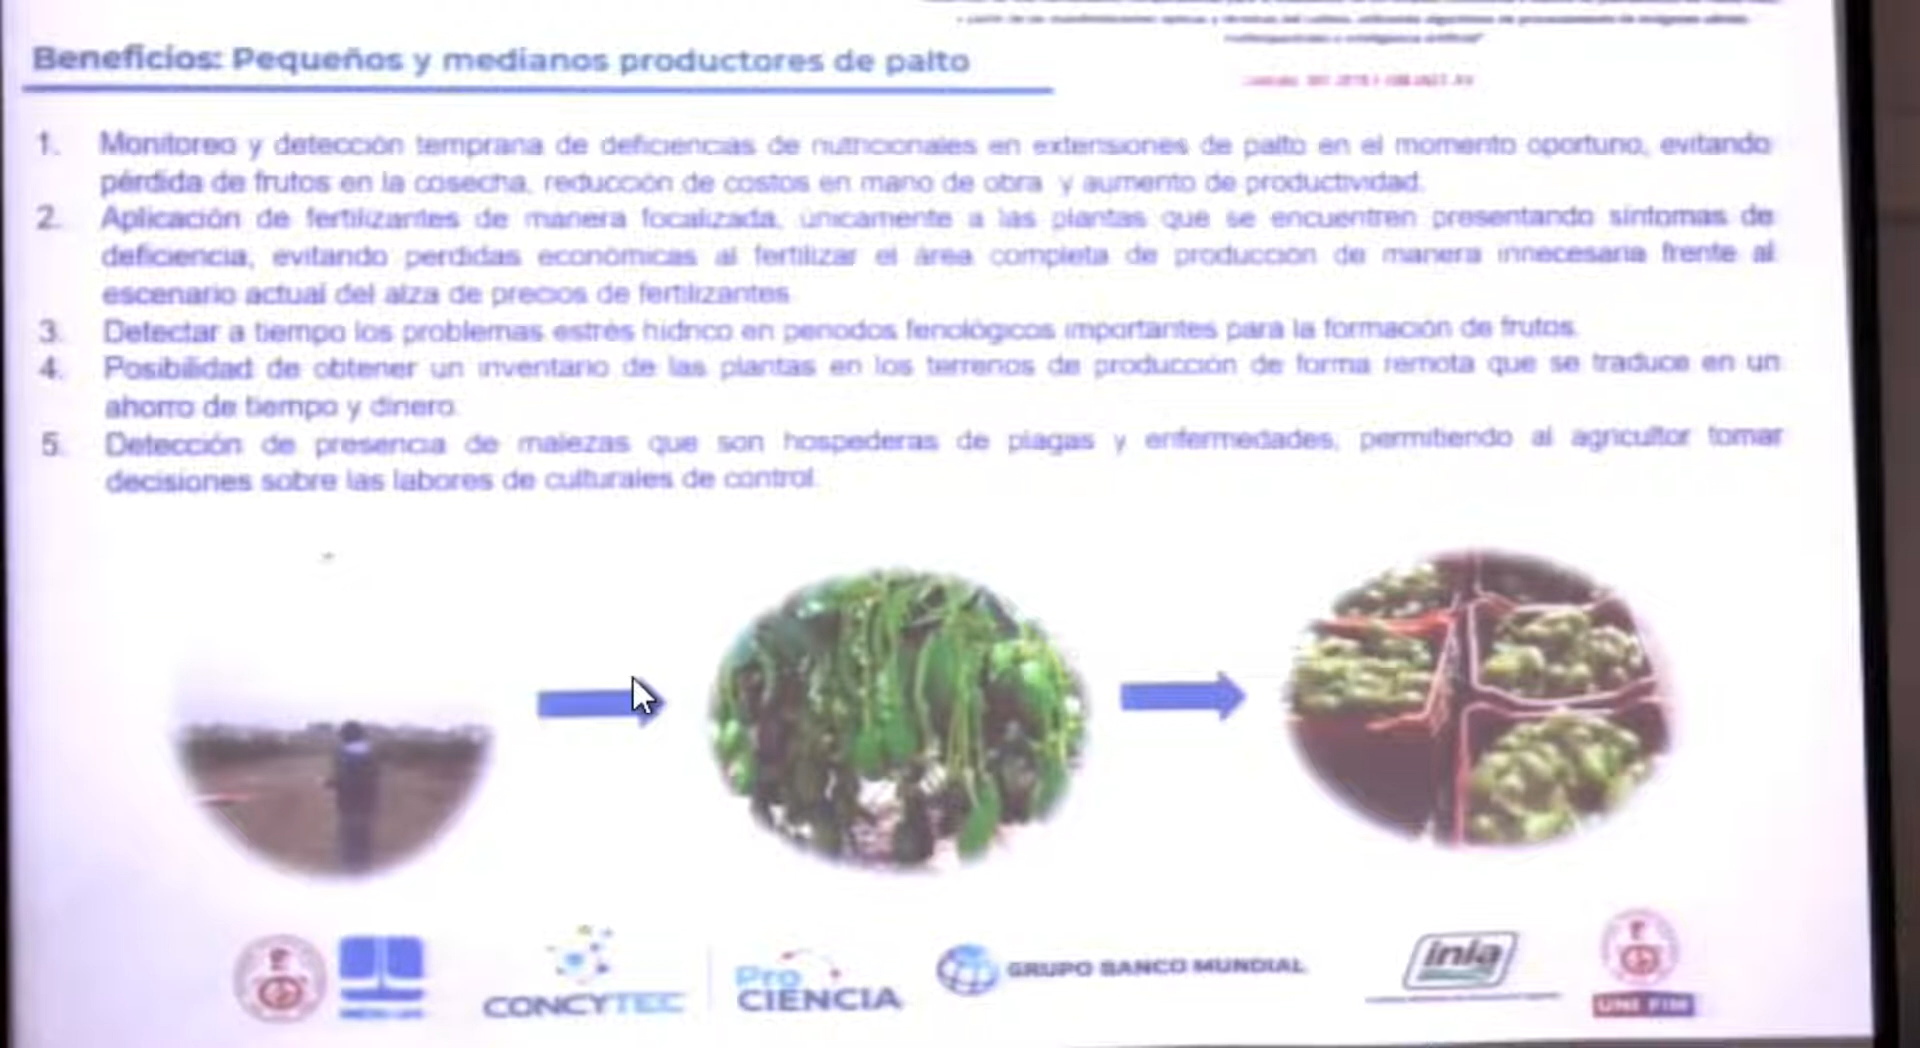 Beneficios: Pequeños y medianos productores de palto
1. Monitoreo y detección temprana de deficiencias de nutricionales en extensiones de palto en el momento oportuno, evitando
pérdida de frutos en la cosecha, reducción de costos en mano de obra y aumento de productividad.
2. Aplicación de fertilizantes de manera focalizada, únicamente a las plantas que se encuentren presentando síntomas de
deficiencia, evitando perdidas económicas al fertilizar el área completa de producción de manera innecesaria frente al
escenario actual del alza de precios de fertilizantes
3. Detectar a tiempo los problemas estrés hídrico en periodos fenológicos importantes para la formación de frutos.
4. Posibilidad de obtener un inventario de las plantas en los terrenos de producción de forma remota que se traduce en un
ahorro de tiempo y dinero.
5. Detección de presencia de malezas que son hospederas de plagas y enfermedades, permitiendo al agricultor tomar
decisiones sobre las labores de culturales de control.
CONCYTEC
Pro
CIENCIA
GRUPO BANCO MUNDIAL
inia
UNI FIM